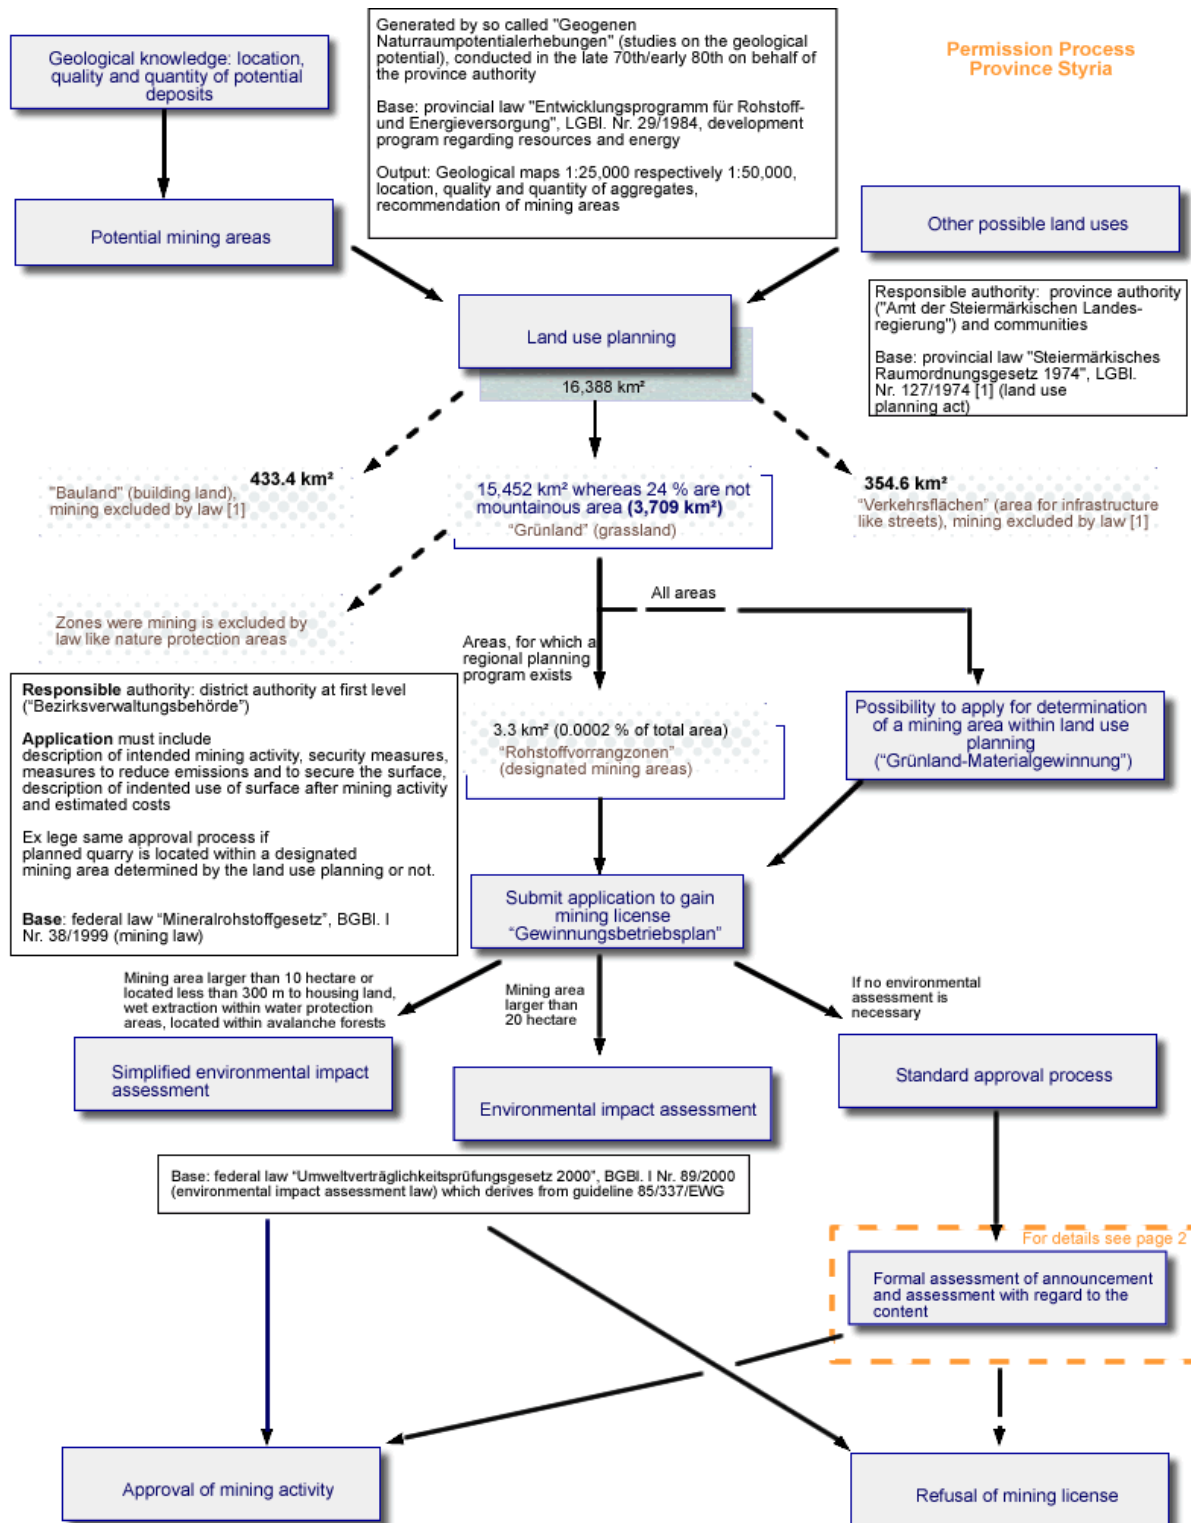 Geological knowledge: location,
quality and quantity of potential
deposits
Generated by so called "Geogenen
Naturraumpotentialerhebungen" (studies on the geological
potential), conducted in the late 70th/early 80th on behalf of
the province authority
Base: provincial law "Entwicklungsprogramm für Rohstoff-
und Energieversorgung", LGBl. Nr. 29/1984, development
program regarding resources and energy
Output: Geological maps 1:25,000 respectively 1:50,000,
location, quality and quantity of aggregates,
recommendation of mining areas
Permission Process
Province Styria
Potential mining areas
Other possible land uses
Responsible authority:  province authority
("Amt der Steiermärkischen Landes-
regierung") and communities
Base: provincial law "Steiermärkisches
Raumordnungsgesetz 1974", LGBl.
Nr. 127/1974 [1] (land use
planning act)
Land use planning
16,388 km²
433.4 km²
"Bauland" (building land),
mining excluded by law [1]
15,452 km² whereas 24 % are not
mountainous area (3,709 km²)
"Grünland" (grassland)
354.6 km²
"Verkehrsflächen" (area for infrastructure
like streets), mining excluded by law [1]
Zones were mining is excluded by
law like nature protection areas
All areas
Areas, for which a
regional planning
program exists
Responsible authority: district authority at first level
("Bezirksverwaltungsbehörde")
Application must include
description of intended mining activity, security measures,
measures to reduce emissions and to secure the surface,
description of indented use of surface after mining activity
and estimated costs
Ex lege same approval process if
planned quarry is located within a designated
mining area determined by the land use planning or not.
Base: federal law "Mineralrohstoffgesetz", BGBl. I
Nr. 38/1999 (mining law)
3.3 km² (0.0002 % of total area)
"Rohstoffvorrangzonen"
(designated mining areas)
Possibility to apply for determination
of a mining area within land use
planning
("Grünland-Materialgewinnung")
Submit application to gain
mining license
"Gewinnungsbetriebsplan"
Mining area larger than 10 hectare or
located less than 300 m to housing land,
wet extraction within water protection
areas, located within avalanche forests
Mining area
larger than
20 hectare
If no environmental
assessment is
necessary
Simplified environmental impact
assessment
Environmental impact assessment
Standard approval process
Base: federal law "Umweltverträglichkeitsprüfungsgesetz 2000", BGBl. I Nr. 89/2000
(environmental impact assessment law) which derives from guideline 85/337/EWG
For details see page 2
Formal assessment of announcement
and assessment with regard to the
content
Approval of mining activity
Refusal of mining license